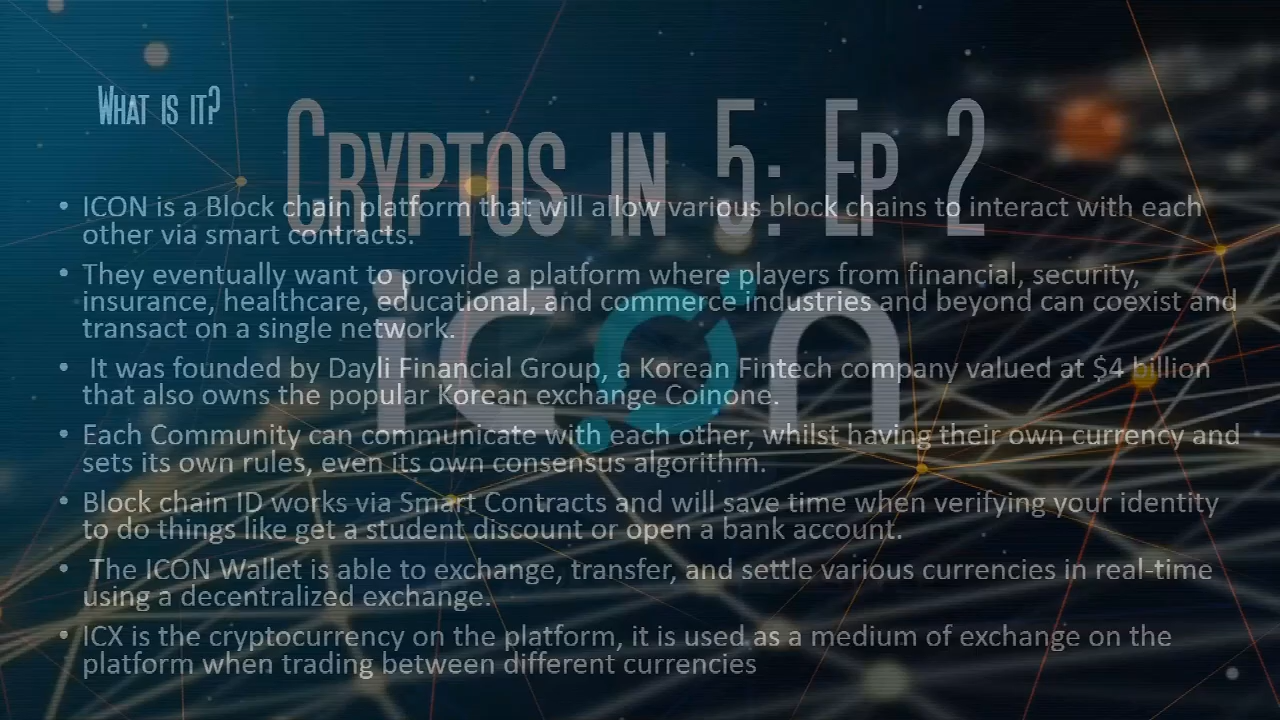 What is it?
Cryptos in 5: Ep 2
icon
• ICON is a Block chain platform that will allow various block chains to interact with each
other via smart contracts.
• They eventually want to provide a platform where players from financial, security,
insurance, healthcare, educational, and commerce industries and beyond can coexist and
transact on a single network.
• It was founded by Dayli Financial Group, a Korean Fintech company valued at $4 billion
that also owns the popular Korean exchange Coinone.
• Each Community can communicate with each other, whilst having their own currency and
sets its own rules, even its own consensus algorithm.
• Block chain ID works via Smart Contracts and will save time when verifying your identity
to do things like get a student discount or open a bank account.
• The ICON Wallet is able to exchange, transfer, and settle various currencies in real-time
using a decentralized exchange.
• ICX is the cryptocurrency on the platform, it is used as a medium of exchange on the
platform when trading between different currencies